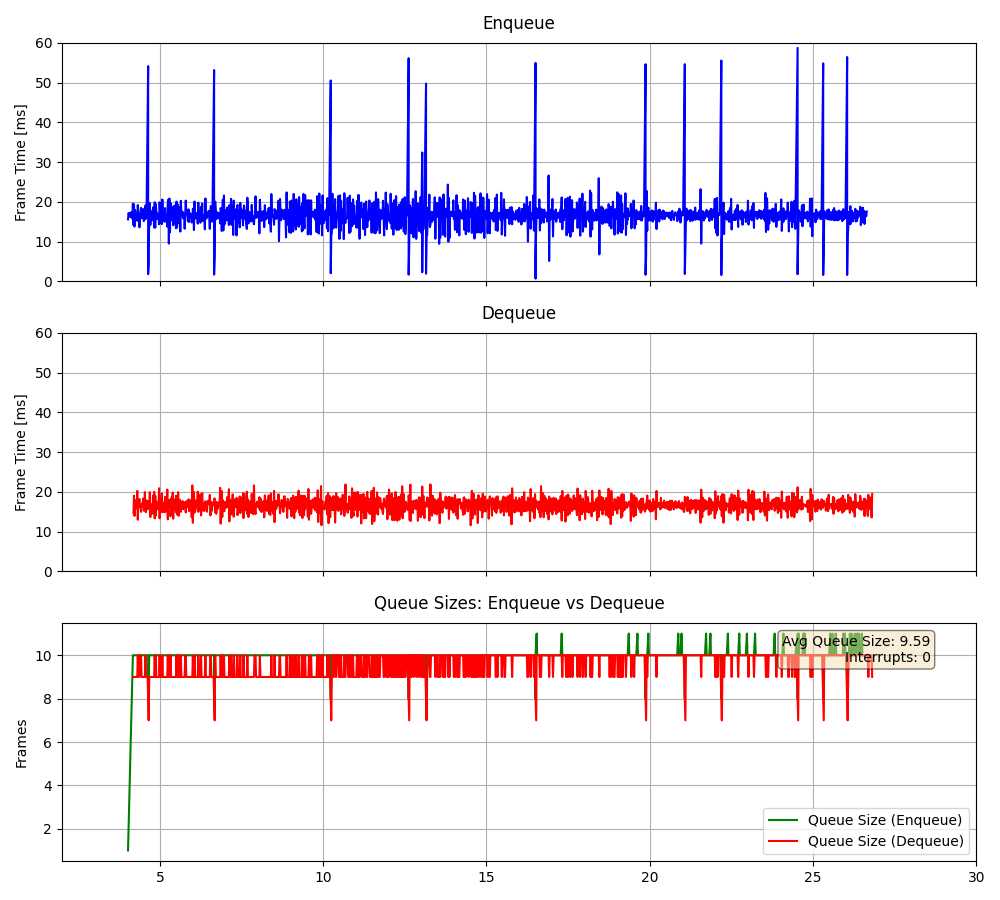 Enqueue
Frame Time [ms]
60
50
40
30
20
10
0
Dequeue
Frame Time [ms]
60
50
40
30
20
10
0
Queue Sizes: Enqueue vs Dequeue
Frames
10
8
6
4
2
Avg Queue Size: 9.59
Interrupts: 0
Queue Size (Enqueue)
Queue Size (Dequeue)
5 10 15 20 25 30